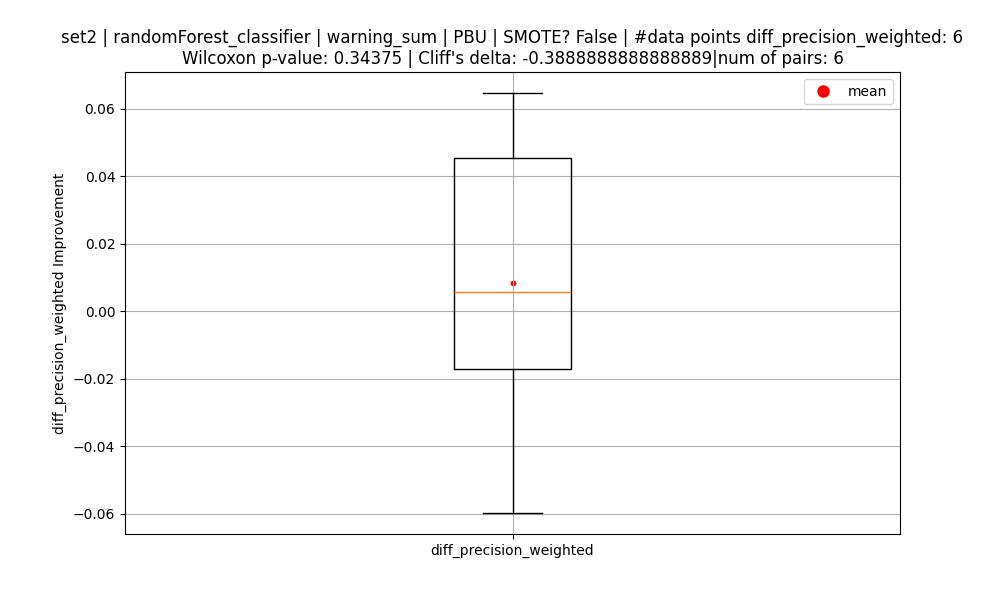 set2 | randomForest_classifier | warning_sum | PBU | SMOTE? False | #data points diff_precision_weighted: 6
Wilcoxon p-value: 0.34375 | Cliff's delta: -0.3888888888888889|num of pairs: 6
mean
0.06
0.04
0.02
0.00
−0.02
−0.04
−0.06
diff_precision_weighted Improvement
diff_precision_weighted